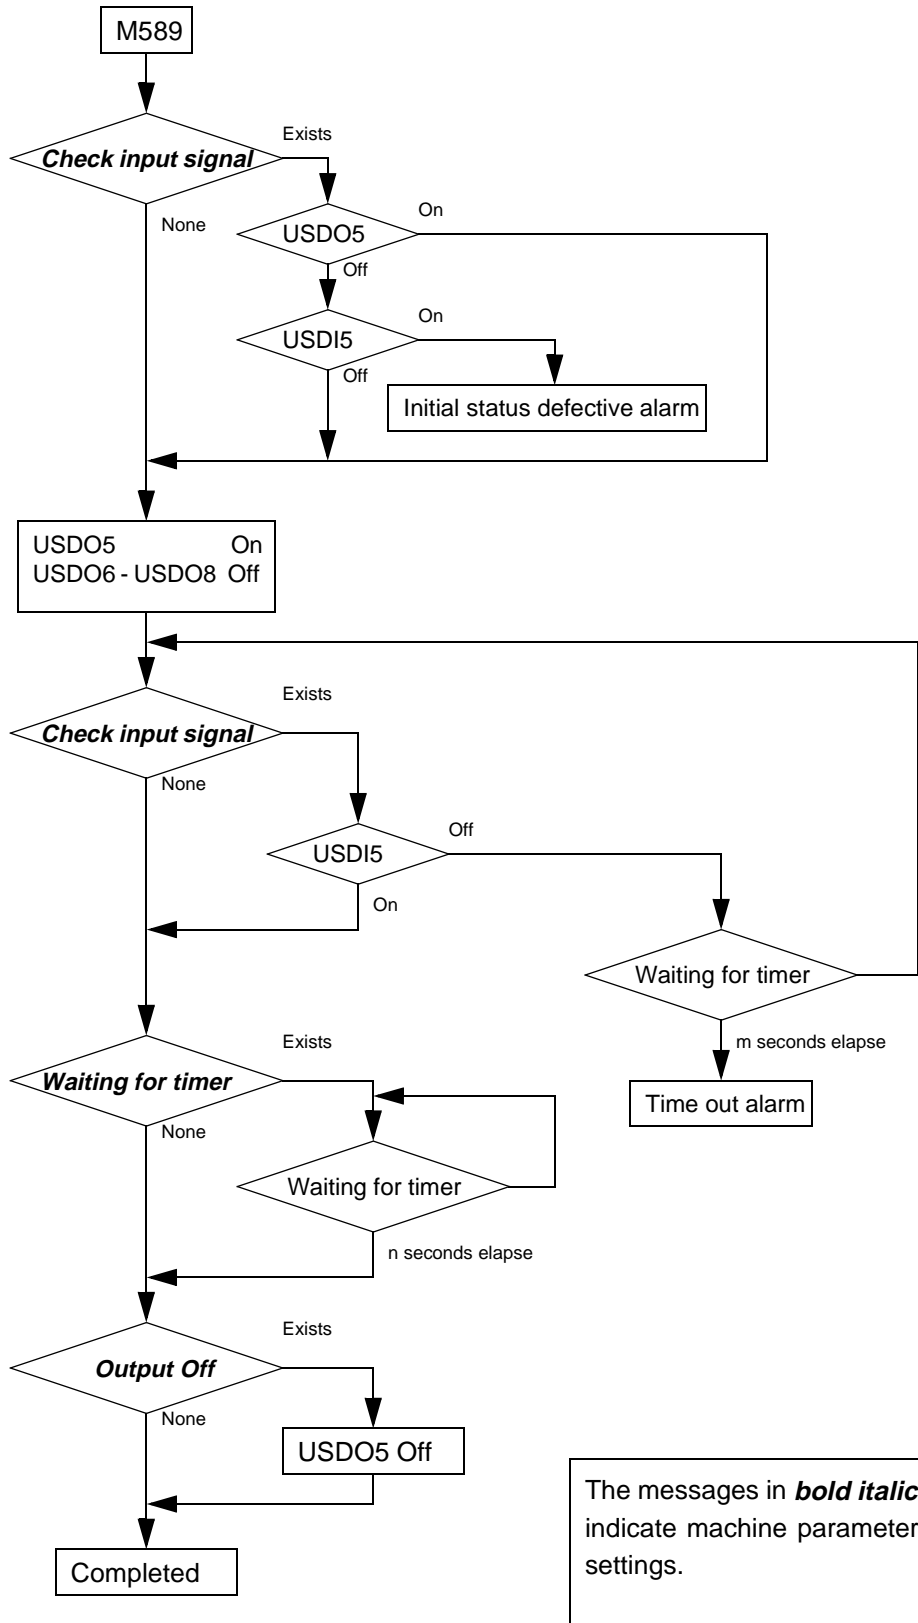 M589
Exists
Check input signal
None
On
USDO5
Off
On
USDI5
Off
Initial status defective alarm
USDO5 On
USDO6 - USDO8 Off
Exists
Check input signal
None
Off
USDI5
On
Waiting for timer
m seconds elapse
Time out alarm
Exists
Waiting for timer
None
Waiting for timer
n seconds elapse
Exists
Output Off
None
USDO5 Off
Completed
The messages in bold italic
indicate machine parameter
settings.